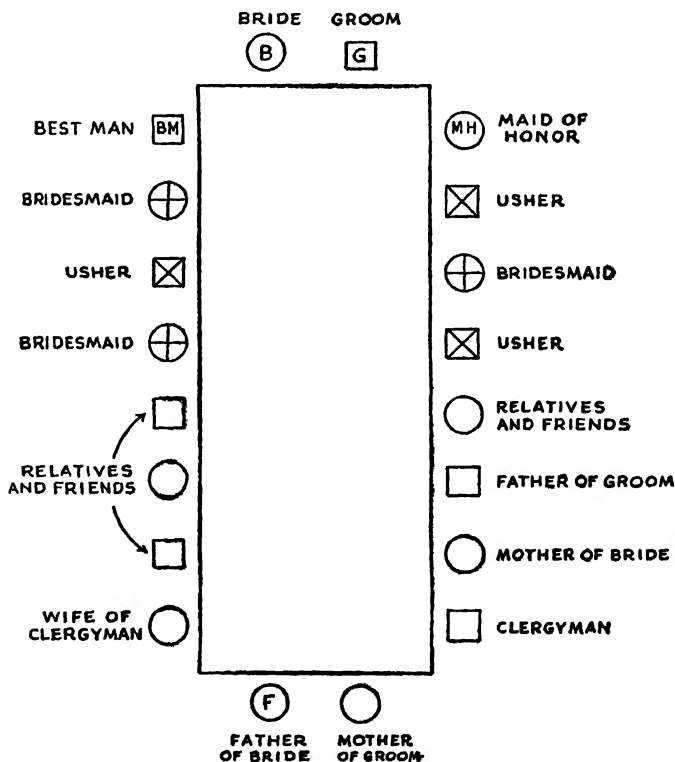 BRIDE GROOM
B G
BEST MAN BM MH MAID OF
HONOR
BRIDESMAID USHER
USHER BRIDESMAID
BRIDESMAID USHER
RELATIVES
AND FRIENDS
RELATIVES
AND FRIENDS
FATHER OF GROOM
MOTHER OF BRIDE
WIFE OF
CLERGYMAN
CLERGYMAN
F
FATHER
OF BRIDE
MOTHER
OF GROOM